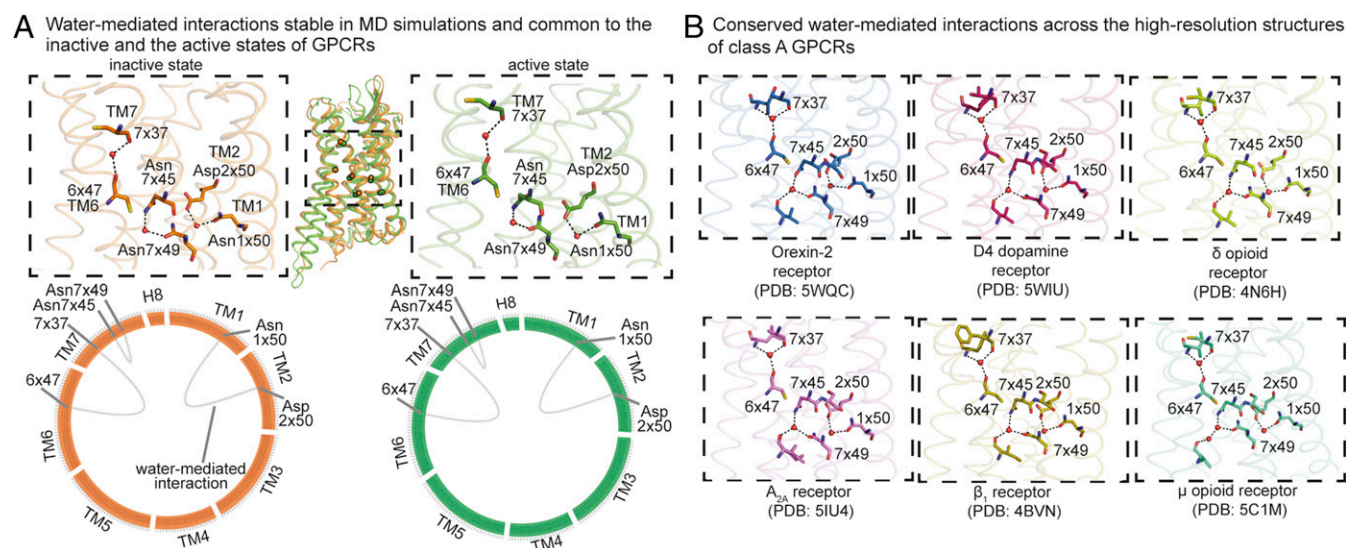 A Water-mediated interactions stable in MD simulations and common to the
inactive and the active states of GPCRs
inactive state
active state
TM7
7x37
Asn
7x45
TM2
Asp2x50
6x47
TM6
TM1
Asn7x49
Asn1x50
TM7
7x37
TM2
Asp2x50
6x47
TM6
Asn
7x45
TM1
Asn7x49
Asn1x50
Asn7x49
Asn7x45
7x37
TM7
H8
TM1
Asn
1x50
TM2
6x47
Asp
2x50
TM6
water-mediated
interaction
TM3
TM5
TM4
Asn7x49
Asn7x45
7x37
TM7
H8
TM1
Asn
1x50
TM2
6x47
Asp
2x50
TM6
TM3
TM5
TM4
B Conserved water-mediated interactions across the high-resolution structures
of class A GPCRs
7x37
7x45
2x50
6x47
1x50
7x49
Orexin-2
receptor
(PDB: 5WQC)
7x37
7x45
2x50
6x47
1x50
7x49
D4 dopamine
receptor
(PDB: 5WIU)
7x37
7x45
2x50
6x47
1x50
7x49
δ opioid
receptor
(PDB: 4N6H)
7x37
7x45
2x50
6x47
1x50
7x49
A2A receptor
(PDB: 5IU4)
7x37
7x45
2x50
6x47
1x50
7x49
β1 receptor
(PDB: 4BVN)
7x37
7x45
2x50
6x47
1x50
7x49
μ opioid receptor
(PDB: 5C1M)